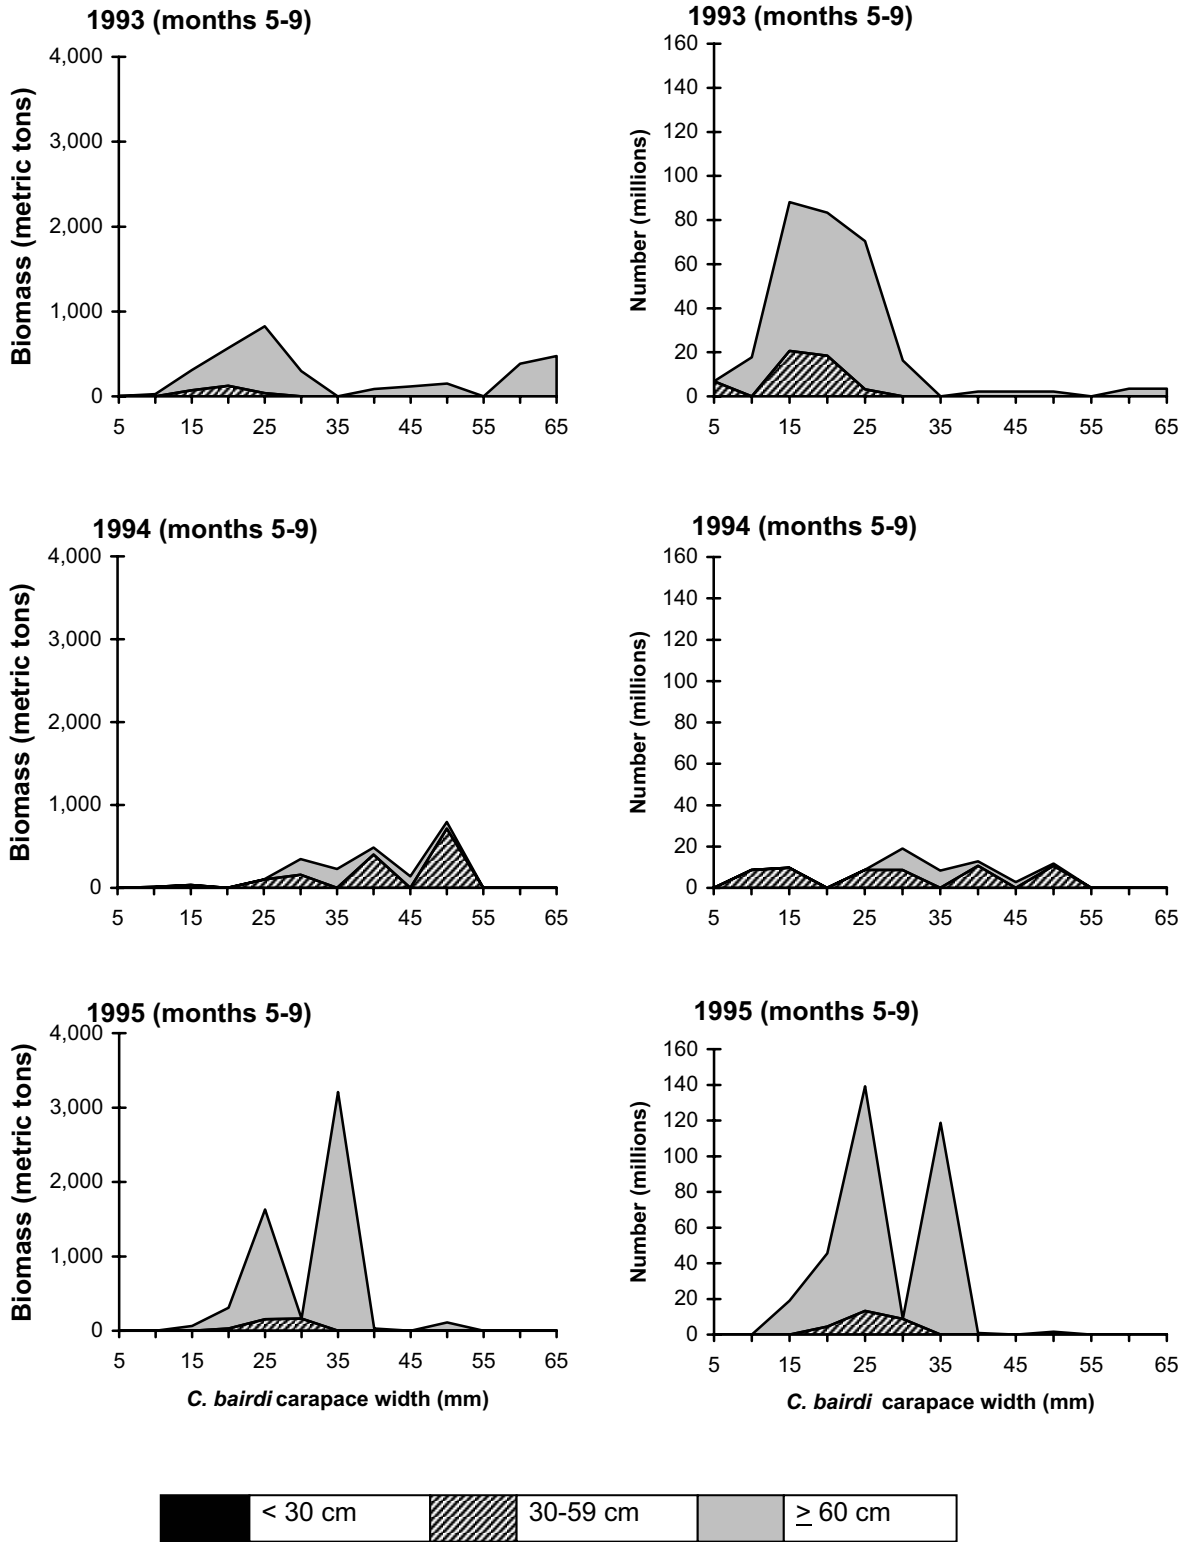 1993 (months 5-9)
4,000
3,000
2,000
1,000
0
Biomass (metric tons)
5 15 25 35 45 55 65
1993 (months 5-9)
160
140
120
100
80
60
40
20
0
Number (millions)
5 15 25 35 45 55 65
1994 (months 5-9)
4,000
3,000
2,000
1,000
0
Biomass (metric tons)
5 15 25 35 45 55 65
1994 (months 5-9)
160
140
120
100
80
60
40
20
0
Number (millions)
5 15 25 35 45 55 65
1995 (months 5-9)
4,000
3,000
2,000
1,000
0
Biomass (metric tons)
5 15 25 35 45 55 65
C. bairdi carapace width (mm)
1995 (months 5-9)
160
140
120
100
80
60
40
20
0
Number (millions)
5 15 25 35 45 55 65
C. bairdi carapace width (mm)
< 30 cm
30-59 cm
≥ 60 cm